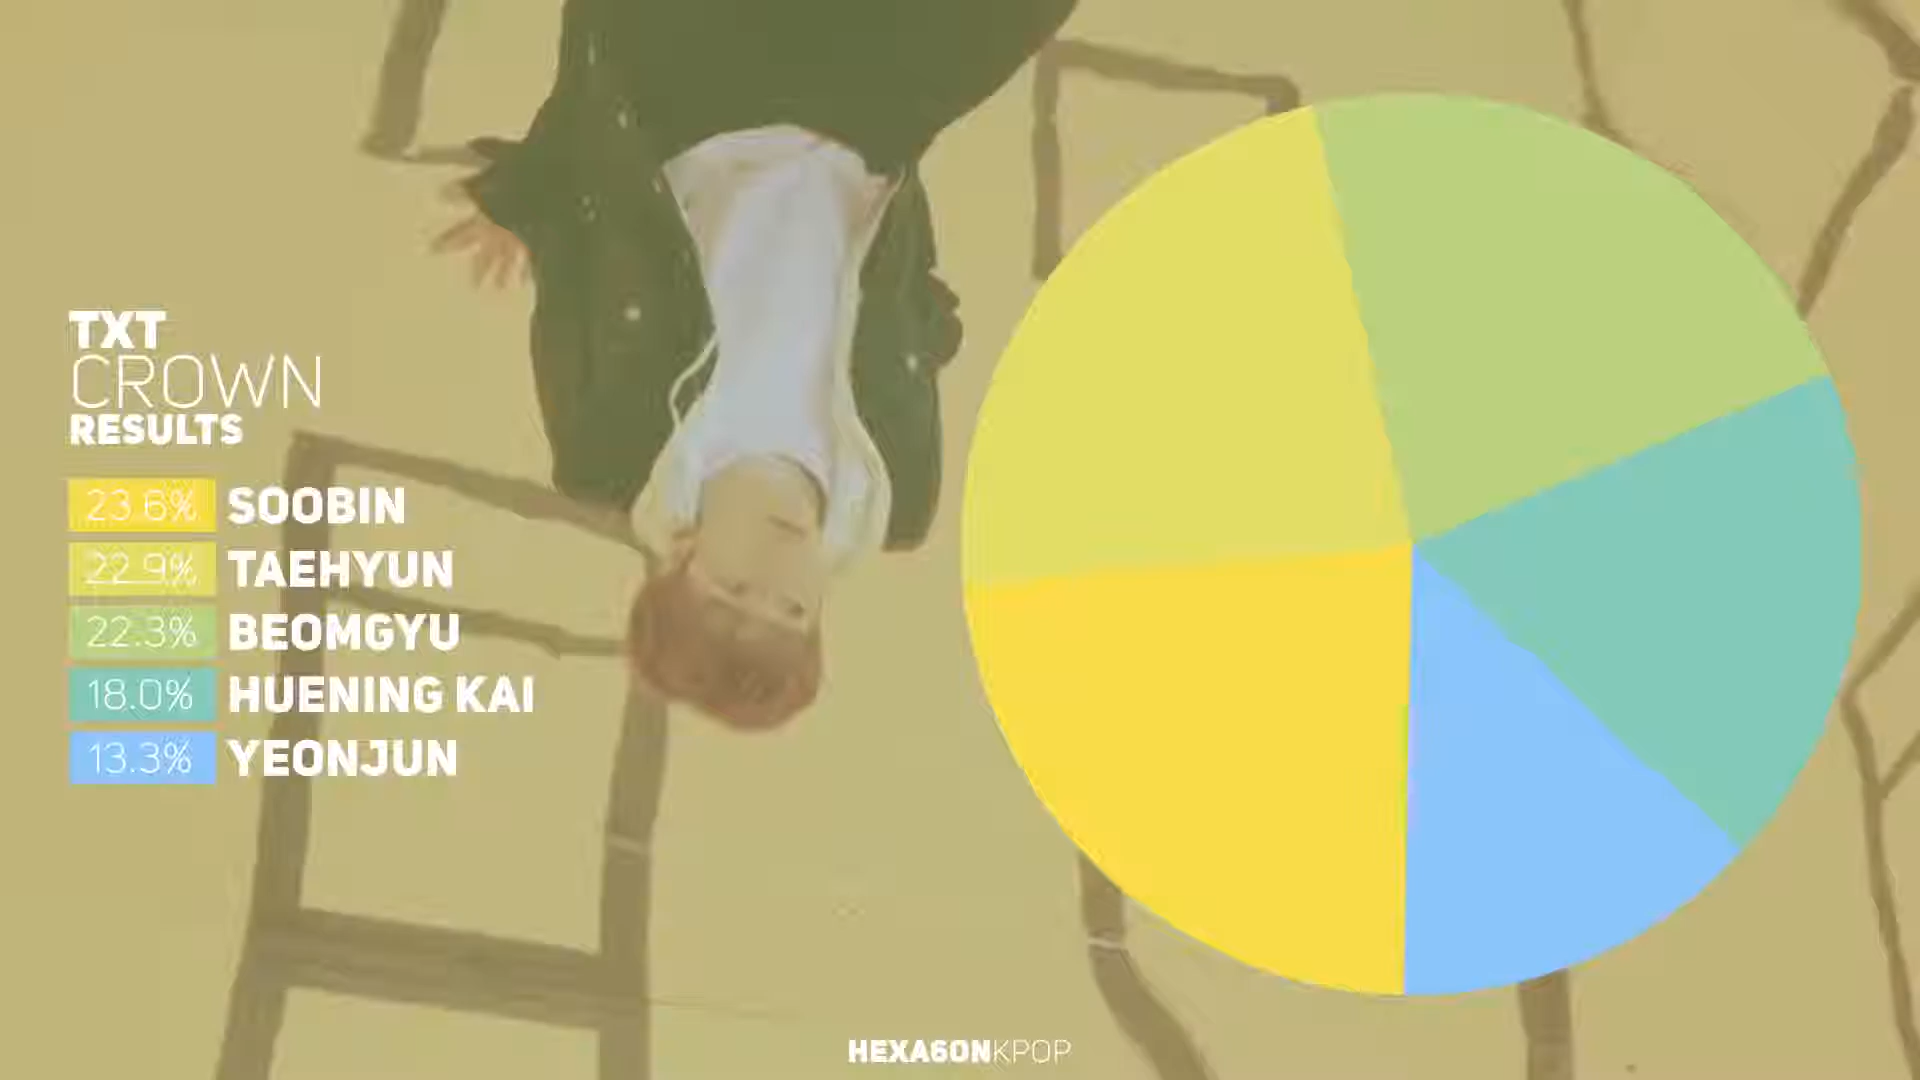 TXT
CROWN
RESULTS
23.6% SOOBIN
22.9% TAEHYUN
22.3% BEOMGYU
18.0% HUENING KAI
13.3% YEONJUN
HEXA6ONKPOP